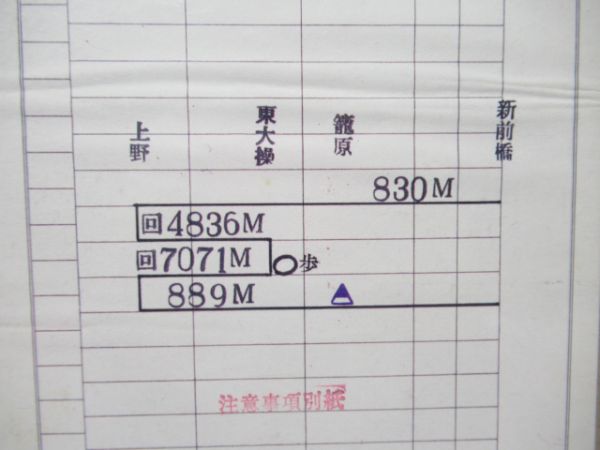 上野
東大操
籠原
新前橋
830M
回4836M
回7071M 歩
889M
注意事項別紙